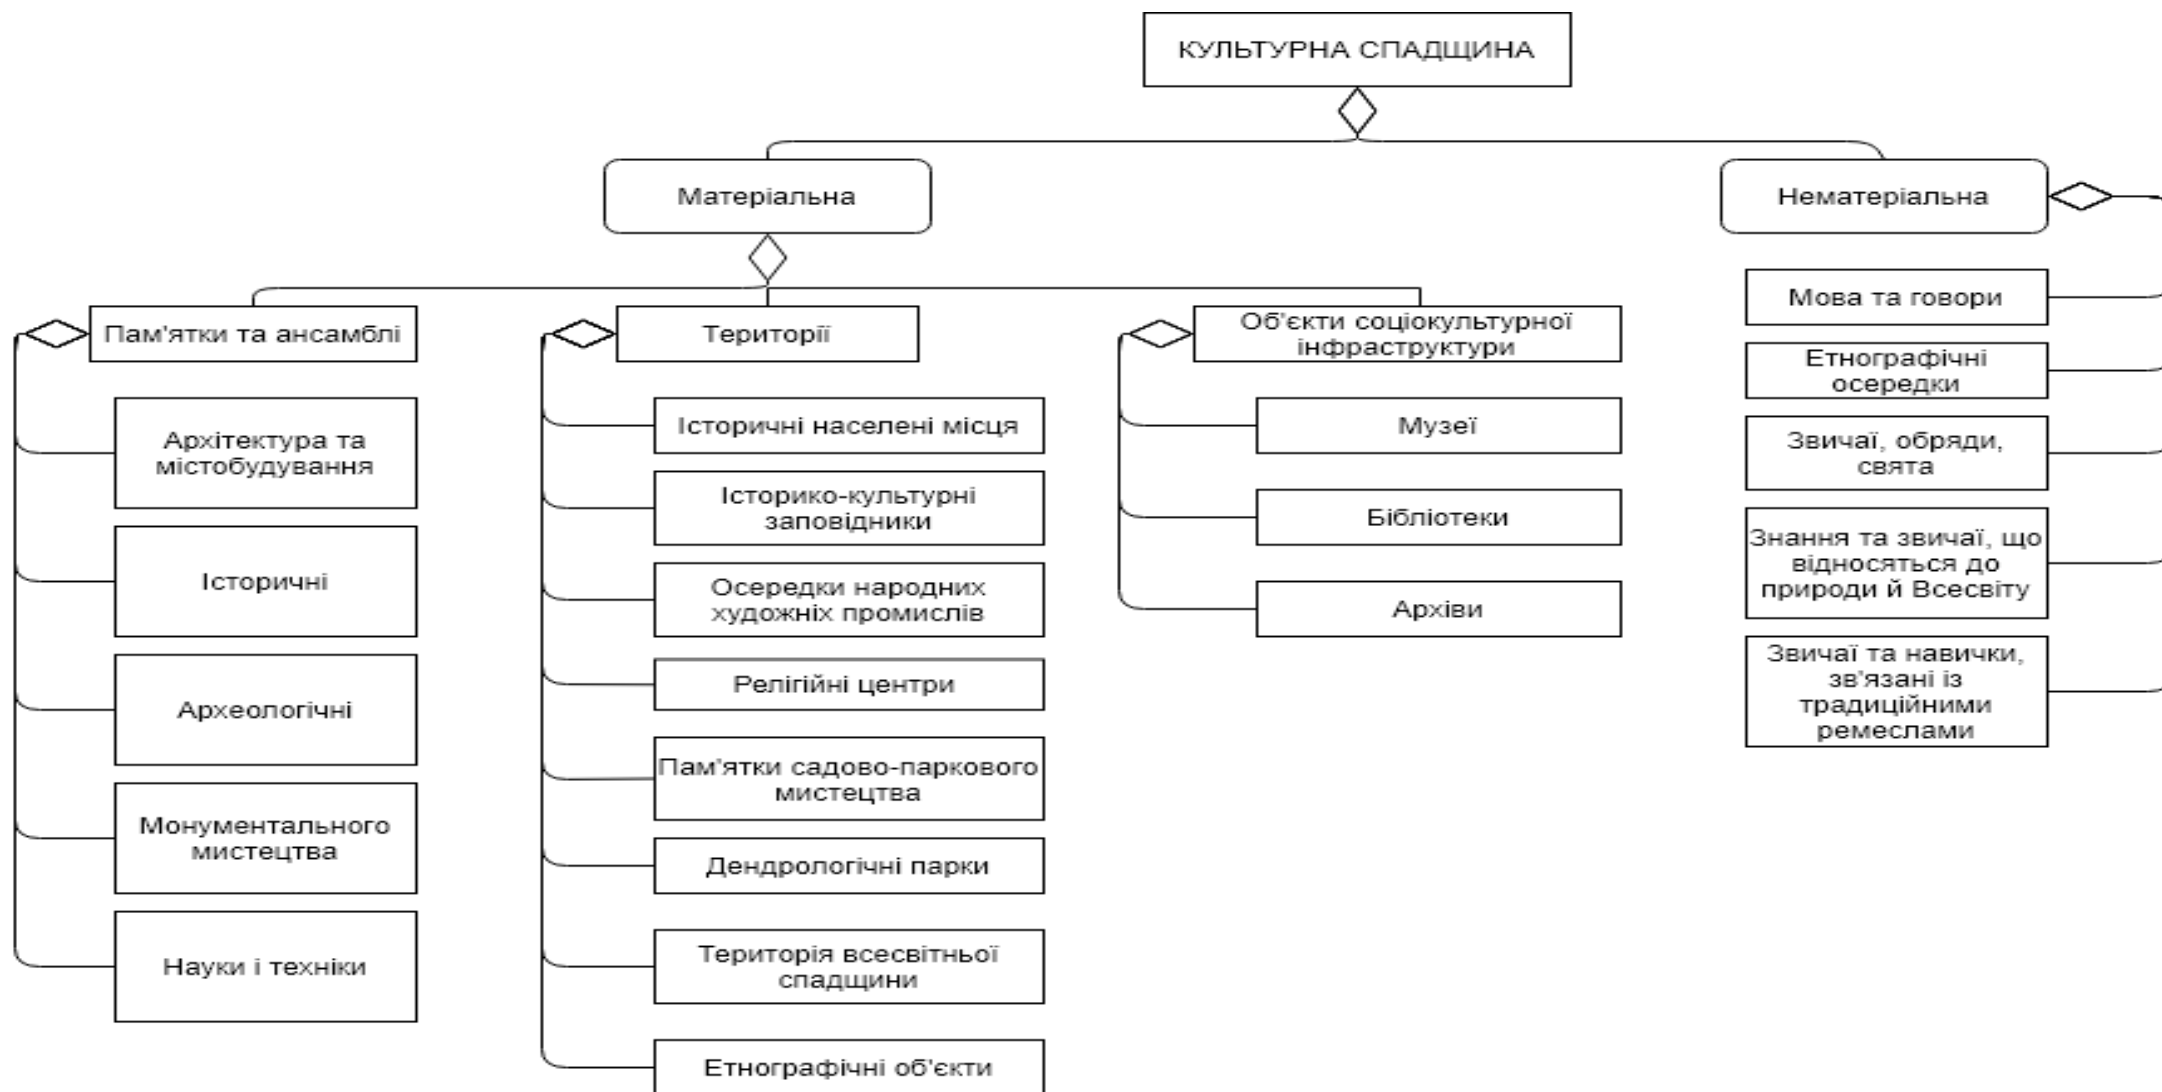 КУЛЬТУРНА СПАДЩИНА
Матеріальна
Нематеріальна
Пам'ятки та ансамблі
Архітектура та
містобудування
Історичні
Археологічні
Монументального
мистецтва
Науки і техніки
Території
Історичні населені місця
Історико-культурні
заповідники
Осередки народних
художніх промислів
Релігійні центри
Пам'ятки садово-паркового
мистецтва
Дендрологічні парки
Територія всесвітньої
спадщини
Етнографічні об'єкти
Об'єкти соціокультурної
інфраструктури
Музеї
Бібліотеки
Архіви
Мова та говори
Етнографічні
осередки
Звичаї, обряди,
свята
Знання та звичаї, що
відносяться до
природи й Всесвіту
Звичаї та навички,
зв'язані із
традиційними
ремеслами